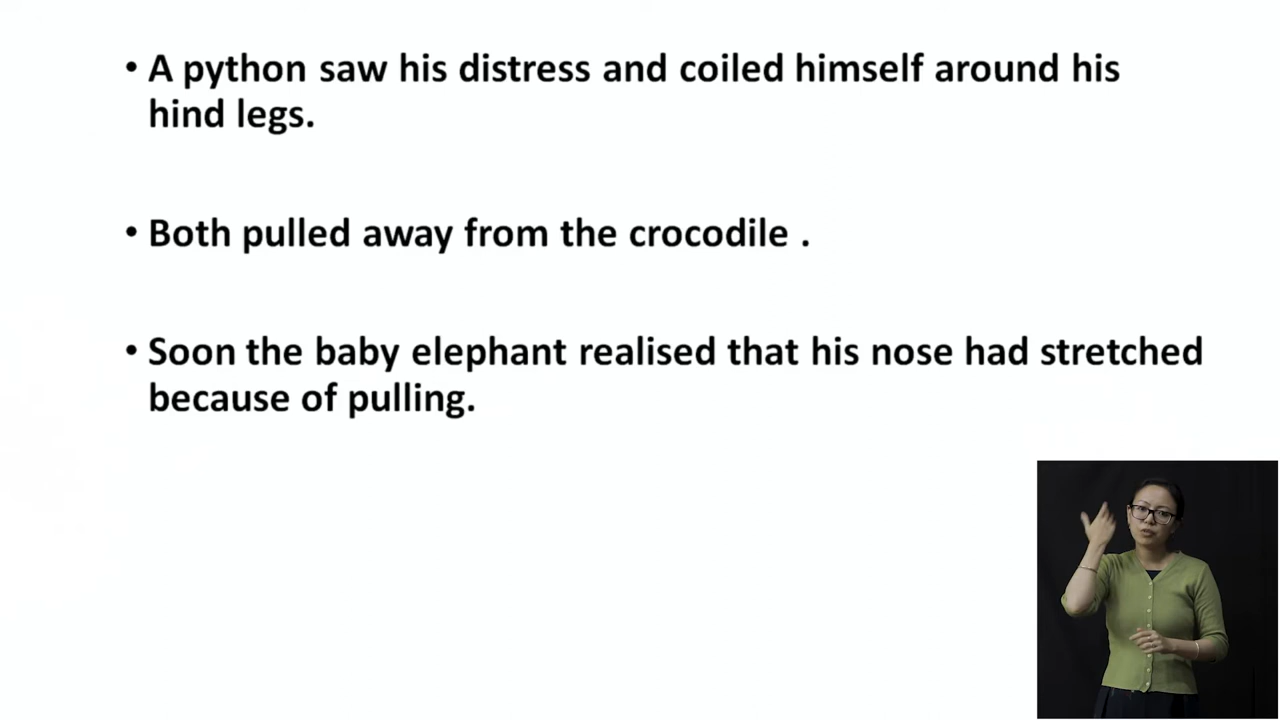 • A python saw his distress and coiled himself around his
hind legs.
• Both pulled away from the crocodile .
• Soon the baby elephant realised that his nose had stretched
because of pulling.